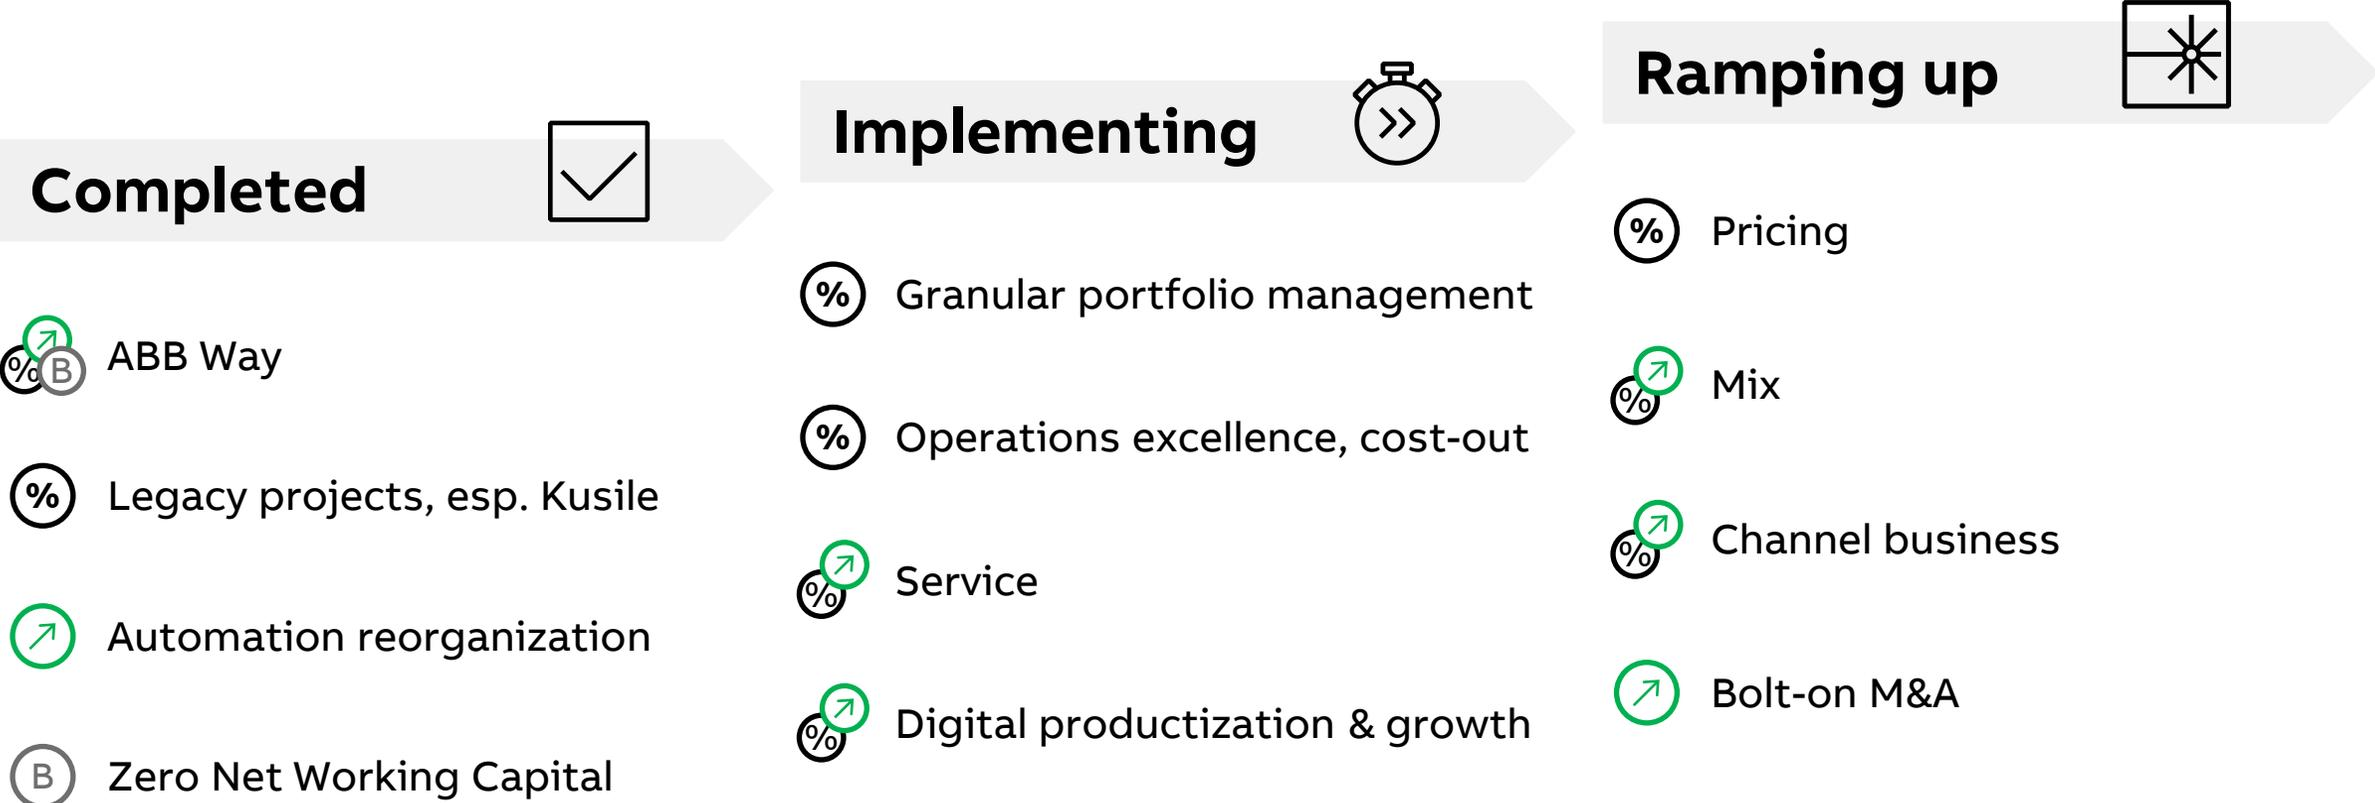 Completed
% B ABB Way
% Legacy projects, esp. Kusile
Automation reorganization
B Zero Net Working Capital
Implementing
% Granular portfolio management
% Operations excellence, cost-out
% Service
% Digital productization & growth
Ramping up
% Pricing
% Mix
% Channel business
Bolt-on M&A